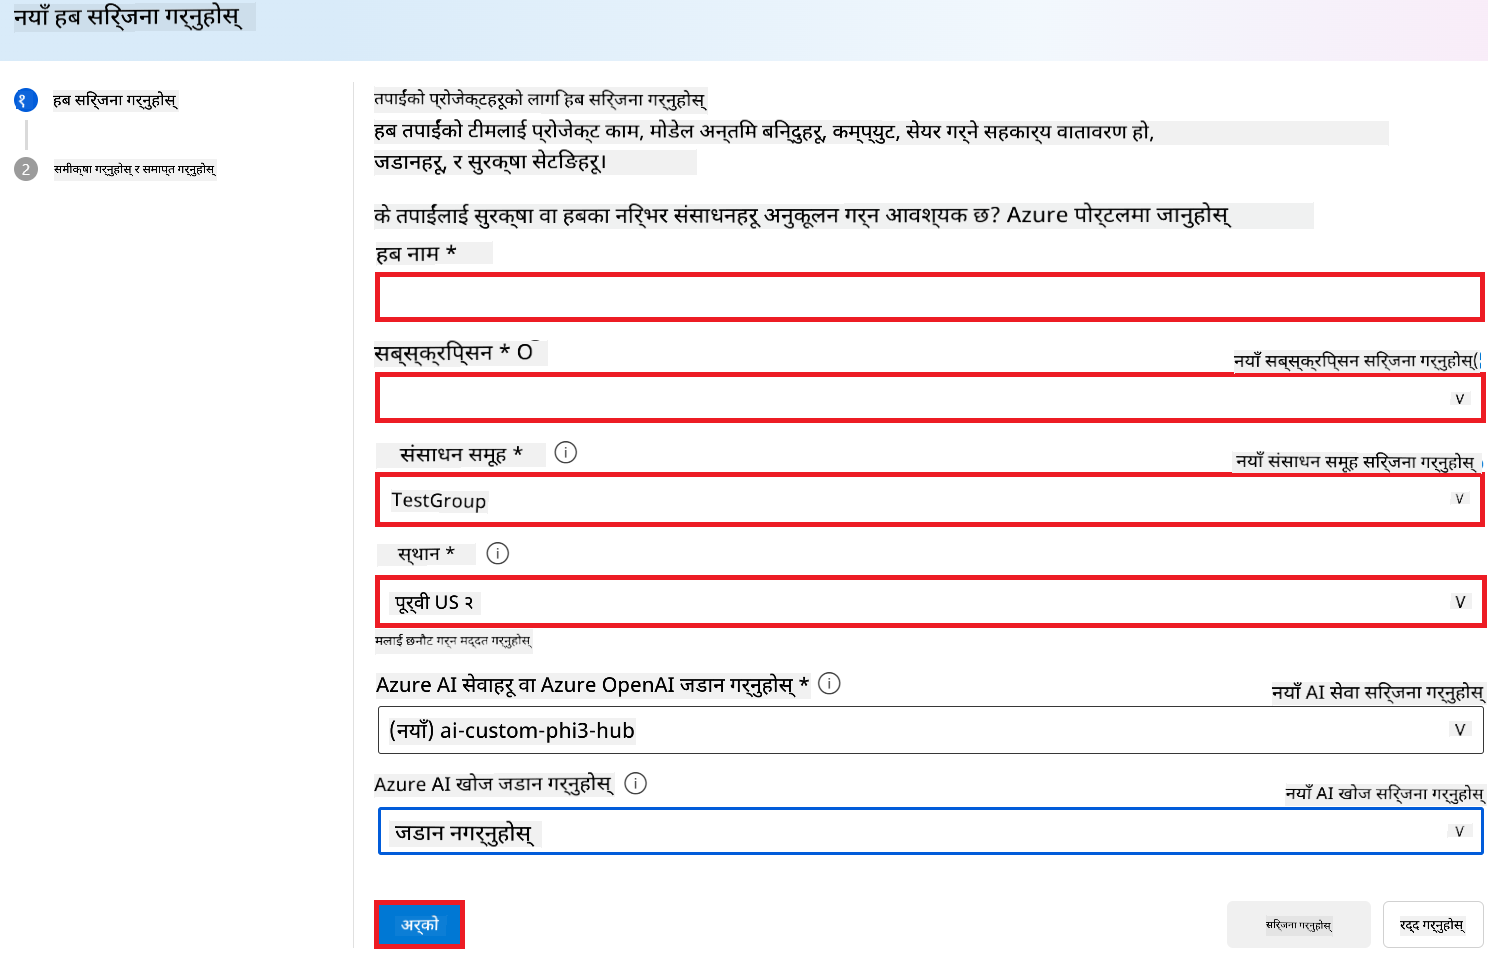 नयाँ हब सिर्जना गर्नुहोस्
१ हब सिर्जना गर्नुहोस्
2 समीक्षा गर्नुहोस् र समाप्त गर्नुहोस्
तपाईंको प्रोजेक्टहरूको लागि हब सिर्जना गर्नुहोस्
हब तपाईंको टीमलाई प्रोजेक्ट काम, मोडेल अन्तिम बिन्दुहरू, कम्प्युट, सेयर गर्ने सहकार्य वातावरण हो,
जडानहरू, र सुरक्षा सेटिङहरू।
के तपाईंलाई सुरक्षा वा हबका निर्भर संसाधनहरू अनुकूलन गर्न आवश्यक छ? Azure पोर्टलमा जानुहोस्
हब नाम *
सब्स्क्रिप्सन * O
नयाँ सब्स्क्रिप्सन सिर्जना गर्नुहोस्(
V
संसाधन समूह *
नयाँ संसाधन समूह सिर्जना गर्नुहोस्
TestGroup V
स्थान *
पूर्वी US २ V
मलाई छनौट गर्न मद्दत गर्नुहोस्
Azure AI सेवाहरू वा Azure OpenAI जडान गर्नुहोस् *
नयाँ AI सेवा सिर्जना गर्नुहोस्
(नयाँ) ai-custom-phi3-hub V
Azure AI खोज जडान गर्नुहोस्
नयाँ AI खोज सिर्जना गर्नुहोस्
जडान नगर्नुहोस् V
अर्को
सिर्जना गर्नुहोस्
रद्द गर्नुहोस्